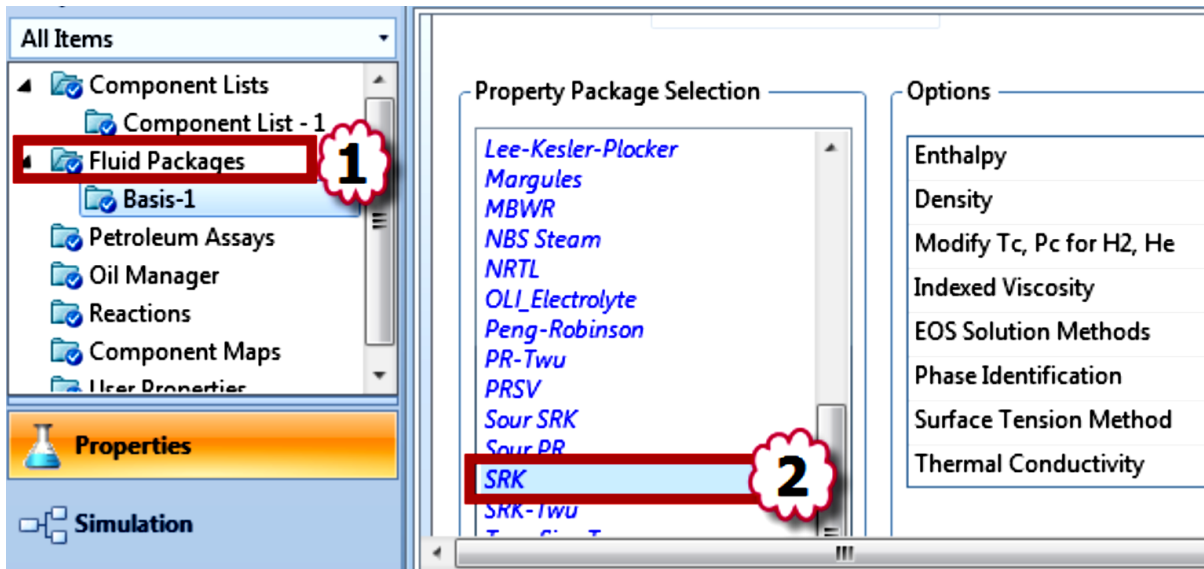 All Items
Component Lists
Component List - 1
Fluid Packages
1
Basis-1
Petroleum Assays
Oil Manager
Reactions
Component Maps
User Properties
Properties
Simulation
Property Package Selection
Lee-Kesler-Plocker
Margules
MBWR
NBS Steam
NRTL
OLI_Electrolyte
Peng-Robinson
PR-Twu
PRSV
Sour SRK
Sour PR
SRK
2
SRK-Twu
Options
Enthalpy
Density
Modify Tc, Pc for H2, He
Indexed Viscosity
EOS Solution Methods
Phase Identification
Surface Tension Method
Thermal Conductivity